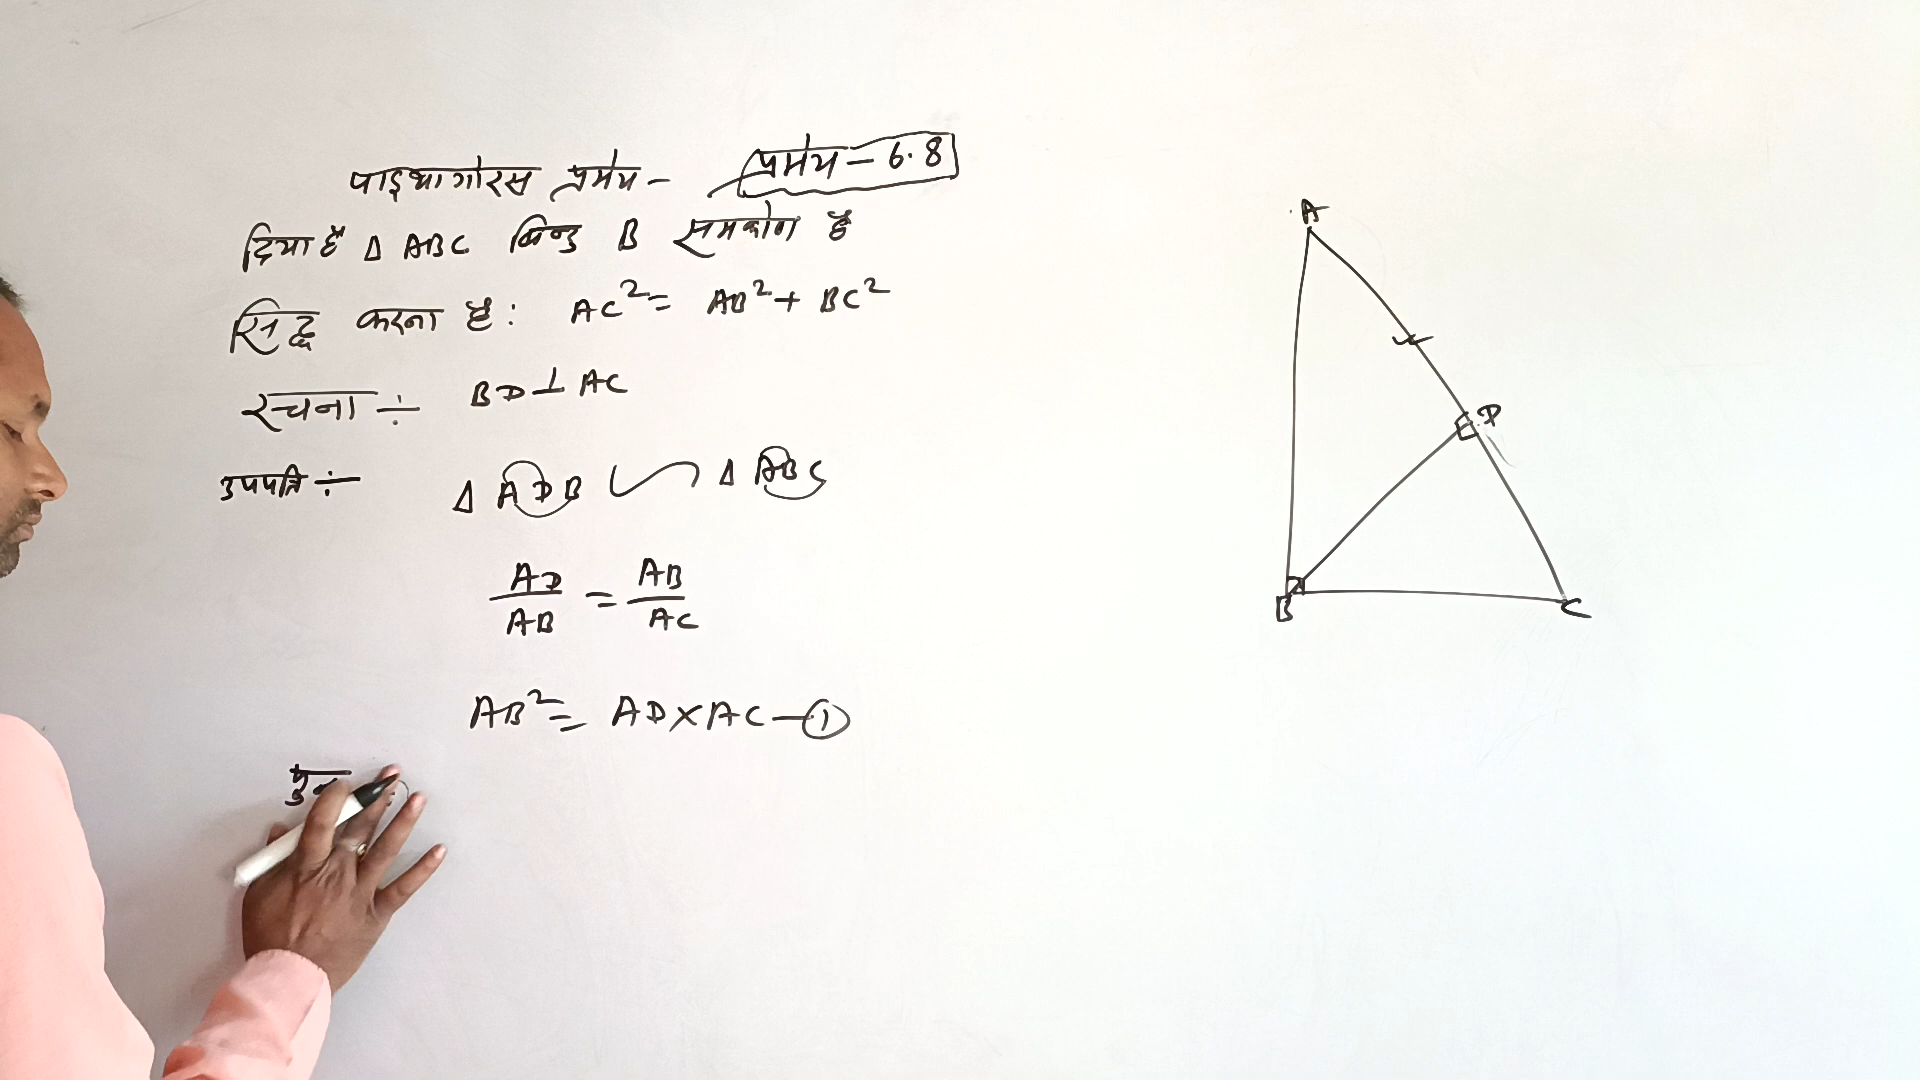 पाइथागोरस प्रमेय - प्रमेय - 6.8
दिया है Δ ABC बिन्दु B समकोण है
सिद्ध करना है : AC² = AB² + BC²
रचना ÷ BD ⊥ AC
उपपत्ति ÷ Δ ADB ∽ Δ ABC
AD/AB = AB/AC
AB² = AD × AC — ①
A
D
B
C